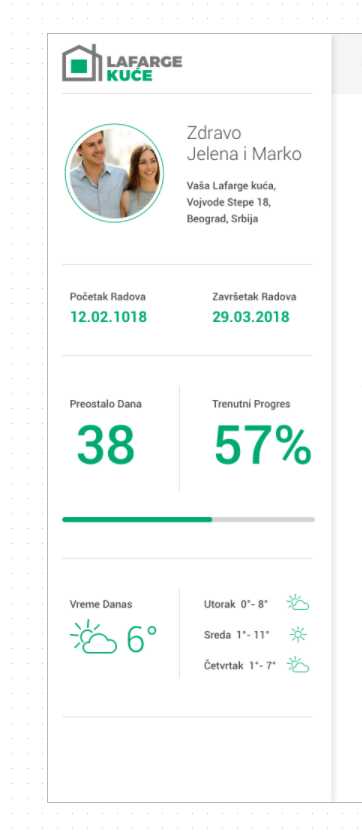 LAFARGE
KUĆE
Zdravo
Jelena i Marko
Vaša Lafarge kuća,
Vojvode Stepe 18,
Beograd, Srbija
Početak Radova
12.02.1018
Završetak Radova
29.03.2018
Preostalo Dana
38
Trenutni Progres
57%
Vreme Danas
6°
Utorak 0°- 8°
Sreda 1°- 11°
Četvrtak 1°- 7°